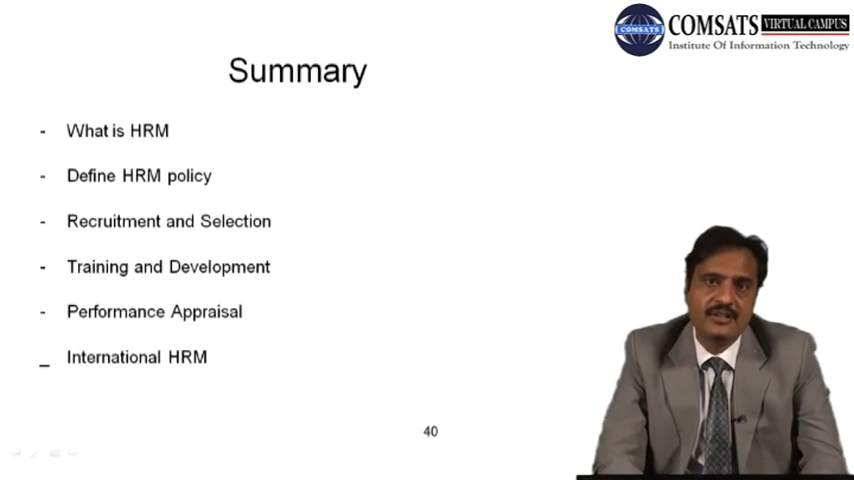 COMSATS VIRTUAL CAMPUS
COMSATS
Institute Of Information Technology
Summary
- What is HRM
- Define HRM policy
- Recruitment and Selection
- Training and Development
- Performance Appraisal
_ International HRM
40